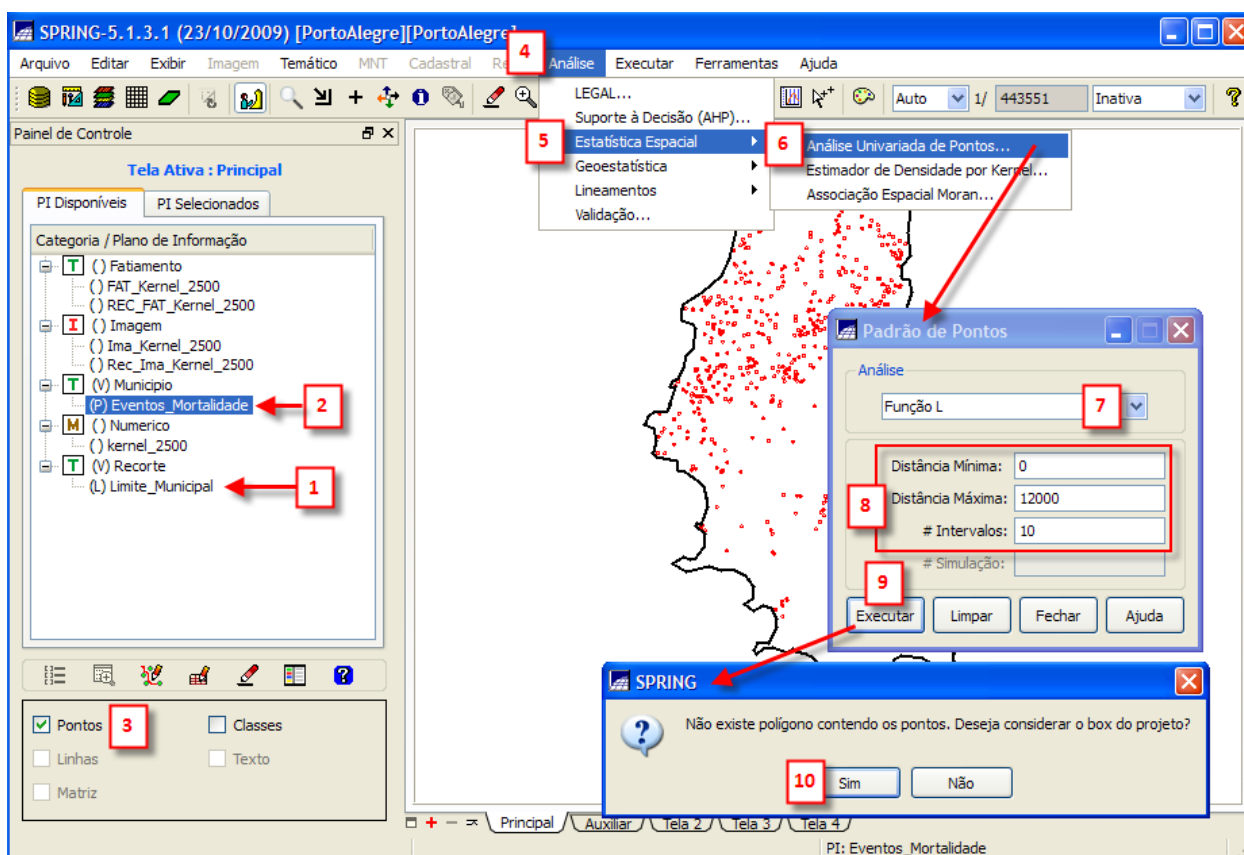 SPRING-5.1.3.1 (23/10/2009) [PortoAlegre][PortoAlegre]
4
Arquivo Editar Exibir Imagem Temático MNT Cadastral Análise Executar Ferramentas Ajuda
Auto 1/ 443551 Inativa
LEGAL...
Suporte à Decisão (AHP)...
5
Estatística Espacial
Geoestatística
Lineamentos
Validação...
6
Análise Univariada de Pontos...
Estimador de Densidade por Kernel...
Associação Espacial Moran...
Painel de Controle
Tela Ativa : Principal
PI Disponíveis PI Selecionados
Categoria / Plano de Informação
T () Fatiamento
() FAT_Kernel_2500
() REC_FAT_Kernel_2500
I () Imagem
() Ima_Kernel_2500
() Rec_Ima_Kernel_2500
T (V) Municipio
(P) Eventos_Mortalidade
2
M () Numerico
() kernel_2500
T (V) Recorte
(L) Limite_Municipal
1
Pontos
3
Classes
Linhas
Texto
Matriz
Padrão de Pontos
Análise
Função L
7
8
Distância Mínima: 0
Distância Máxima: 12000
# Intervalos: 10
# Simulação:
9
Executar Limpar Fechar Ajuda
SPRING
Não existe polígono contendo os pontos. Deseja considerar o box do projeto?
10
Sim Não
Principal Auxiliar Tela 2 Tela 3 Tela 4
PI: Eventos_Mortalidade